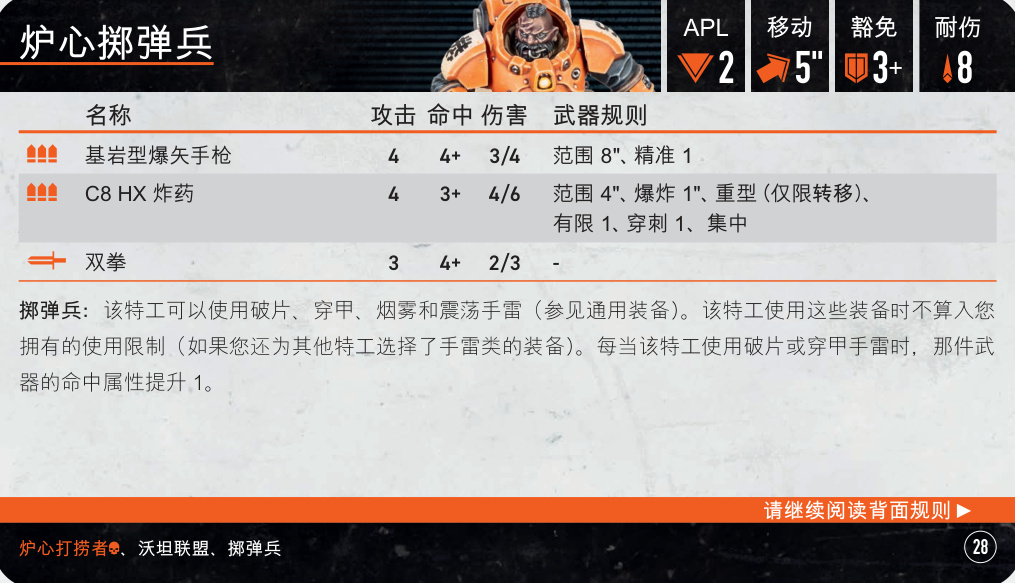 炉心掷弹兵
APL 移动 豁免 耐伤
2 5" 3+ 8
名称 攻击 命中 伤害 武器规则
基岩型爆矢手枪 4 4+ 3/4 范围 8"、精准 1
C8 HX 炸药 4 3+ 4/6 范围 4"、爆炸 1"、重型（仅限转移）、
有限 1、穿刺 1、集中
双拳 3 4+ 2/3 -
掷弹兵：该特工可以使用破片、穿甲、烟雾和震荡手雷（参见通用装备）。该特工使用这些装备时不算入您
拥有的使用限制（如果您还为其他特工选择了手雷类的装备）。每当该特工使用破片或穿甲手雷时，那件武
器的命中属性提升 1。
请继续阅读背面规则 ▶
炉心打捞者、沃坦联盟、掷弹兵
28